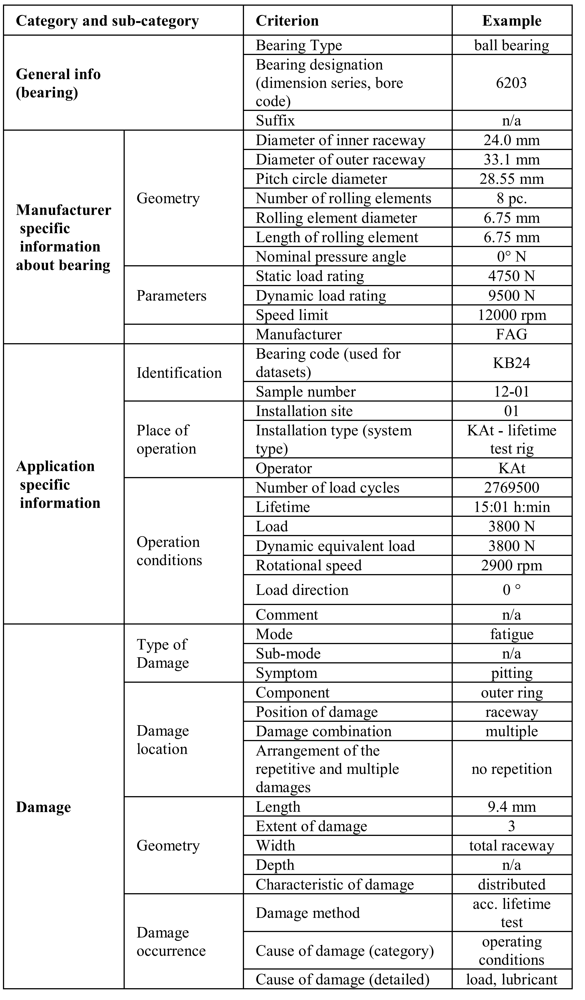 Category and sub-category Criterion Example
General info
(bearing)
Bearing Type ball bearing
Bearing designation
(dimension series, bore
code)
6203
Suffix n/a
Manufacturer
specific
information
about bearing
Geometry
Diameter of inner raceway 24.0 mm
Diameter of outer raceway 33.1 mm
Pitch circle diameter 28.55 mm
Number of rolling elements 8 pc.
Rolling element diameter 6.75 mm
Length of rolling element 6.75 mm
Nominal pressure angle 0° N
Parameters
Static load rating 4750 N
Dynamic load rating 9500 N
Speed limit 12000 rpm
Manufacturer FAG
Application
specific
information
Identification
Bearing code (used for
datasets)
KB24
Sample number 12-01
Place of
operation
Installation site 01
Installation type (system
type)
KAt - lifetime
test rig
Operator KAt
Operation
conditions
Number of load cycles 2769500
Lifetime 15:01 h:min
Load 3800 N
Dynamic equivalent load 3800 N
Rotational speed 2900 rpm
Load direction 0 °
Comment n/a
Damage
Type of
Damage
Mode fatigue
Sub-mode n/a
Symptom pitting
Damage
location
Component outer ring
Position of damage raceway
Damage combination multiple
Arrangement of the
repetitive and multiple
damages
no repetition
Geometry
Length 9.4 mm
Extent of damage 3
Width total raceway
Depth n/a
Characteristic of damage distributed
Damage
occurrence
Damage method
acc. lifetime
test
Cause of damage (category)
operating
conditions
Cause of damage (detailed) load, lubricant